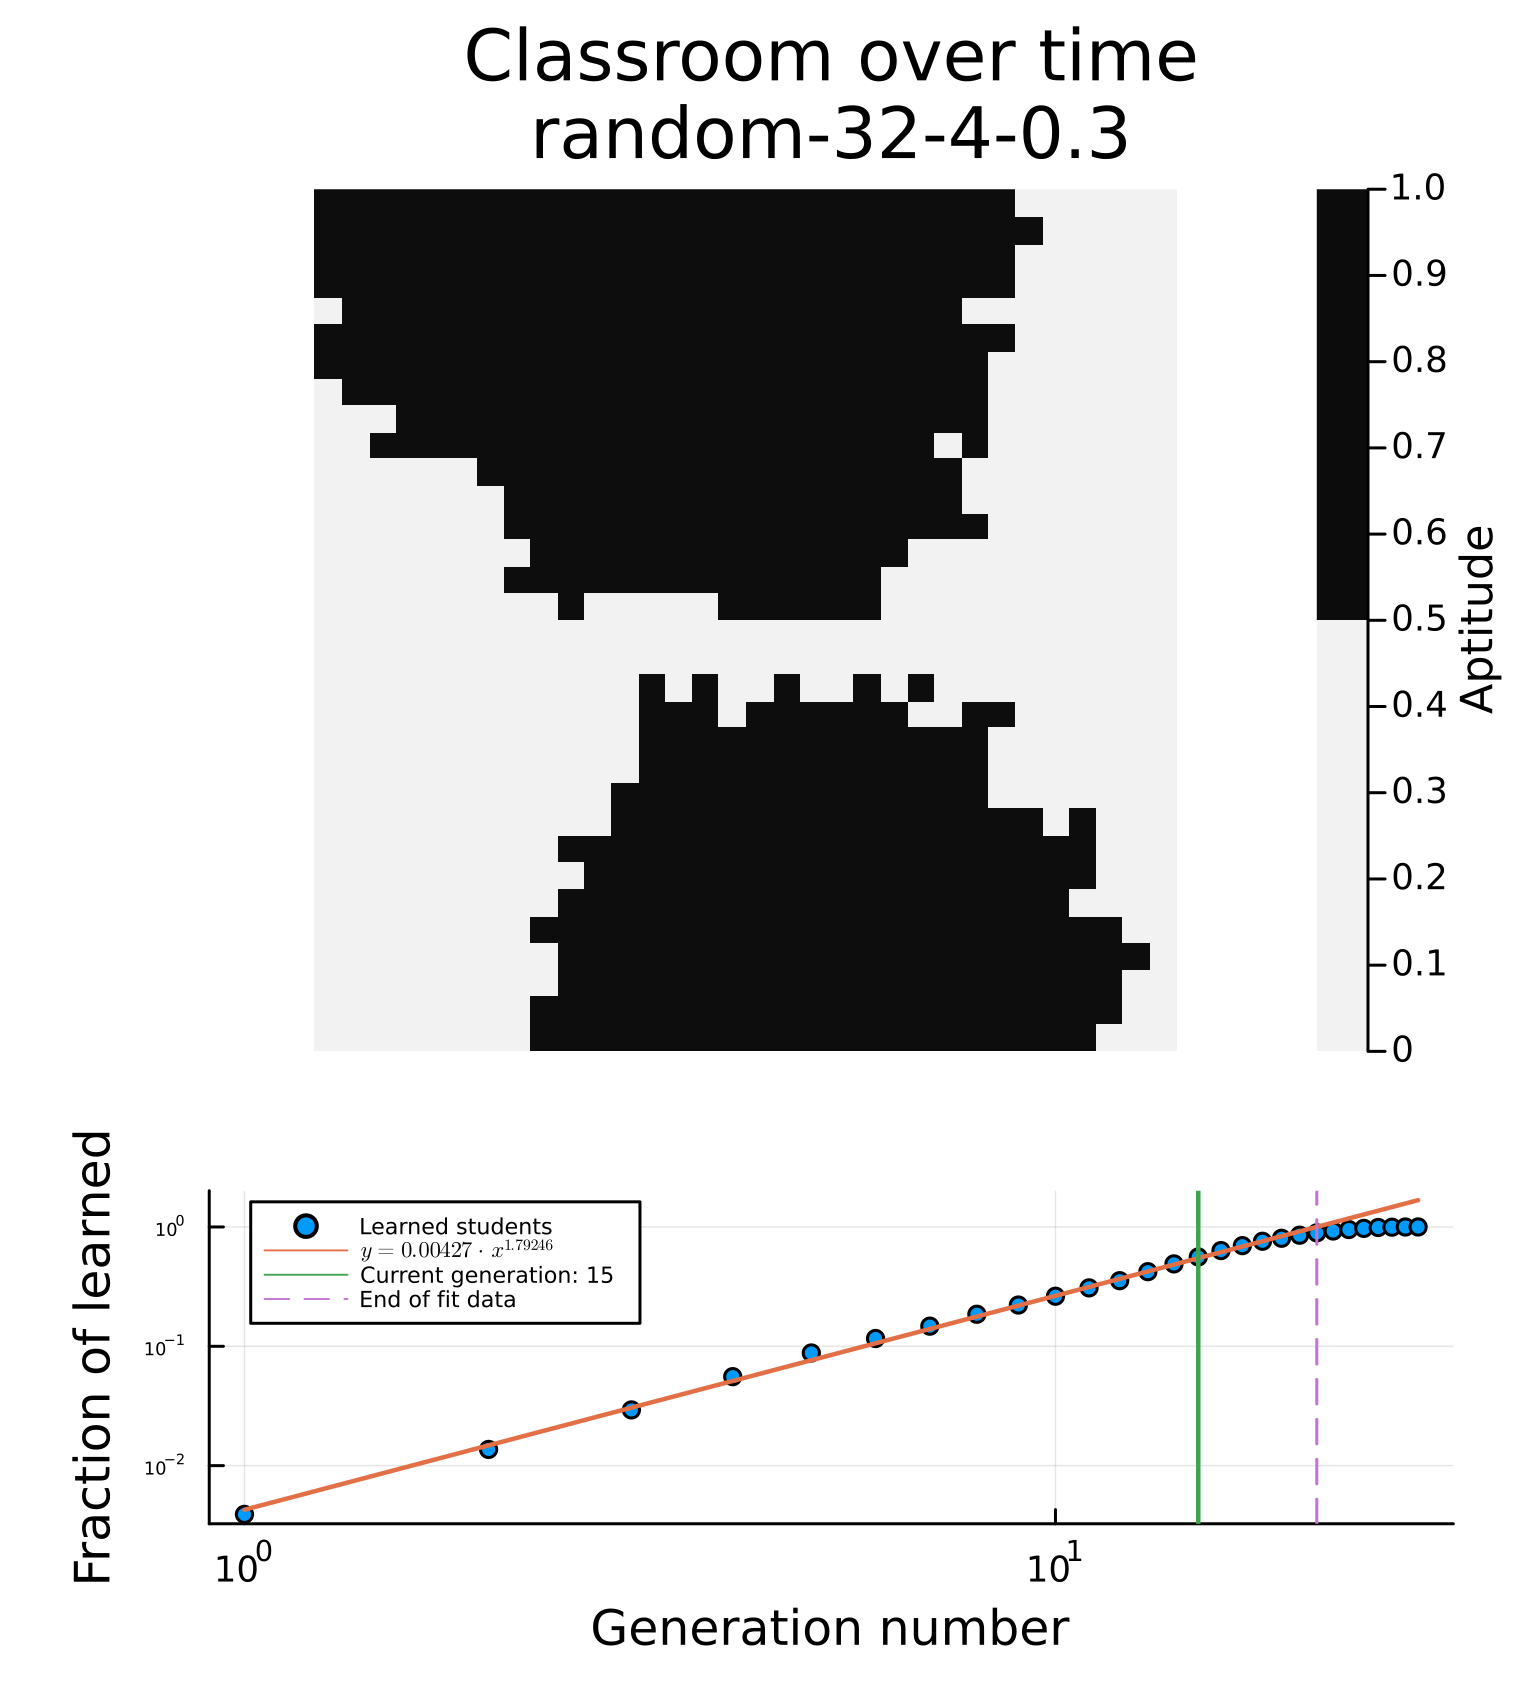 Classroom over time
random-32-4-0.3
1.0
0.9
0.8
0.7
0.6
0.5
0.4
0.3
0.2
0.1
0
Aptitude
Fraction of learned
10⁰
10⁻¹
10⁻²
Learned students
y = 0.00427 · x^1.79246
Current generation: 15
End of fit data
10⁰
10¹
Generation number